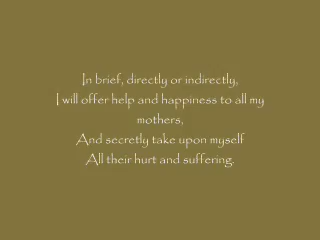 In brief, directly or indirectly,
I will offer help and happiness to all my
mothers,
And secretly take upon myself
All their hurt and suffering.